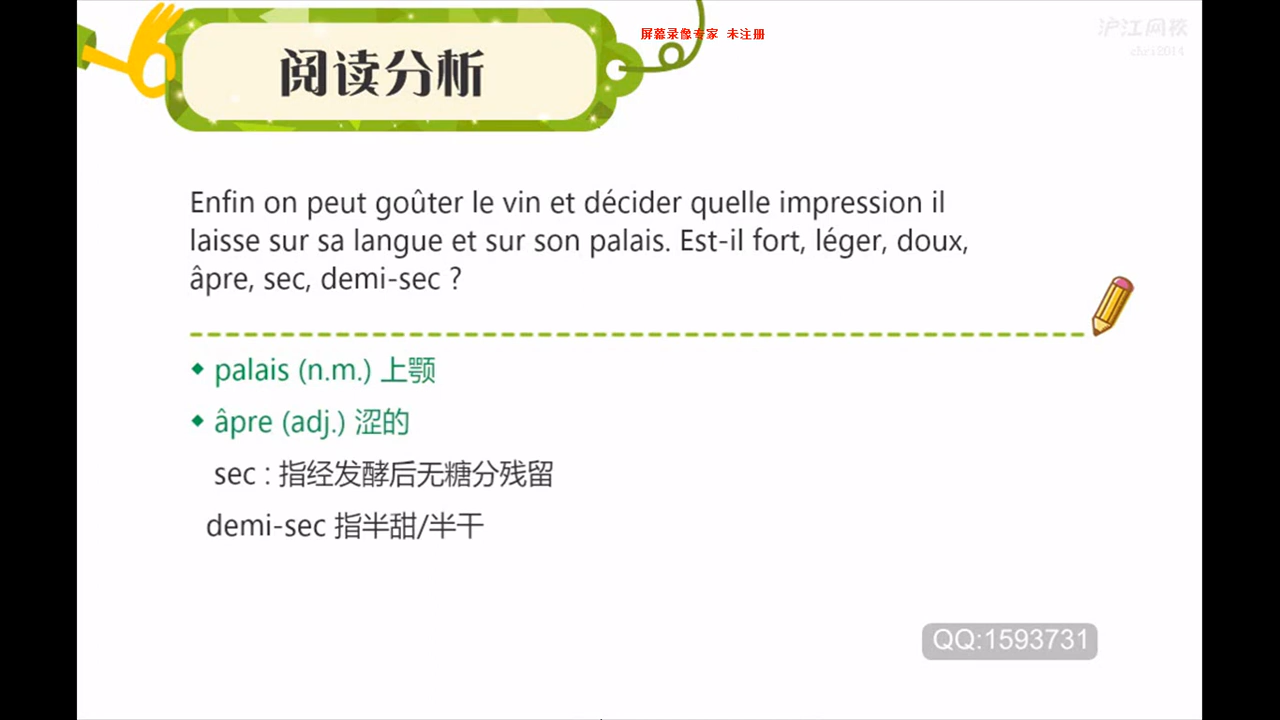 屏幕录像专家 未注册
沪江网校
chri2014
阅读分析
Enfin on peut goûter le vin et décider quelle impression il
laisse sur sa langue et sur son palais. Est-il fort, léger, doux,
âpre, sec, demi-sec ?
◆ palais (n.m.) 上颚
◆ âpre (adj.) 涩的
sec : 指经发酵后无糖分残留
demi-sec 指半甜/半干
QQ:1593731